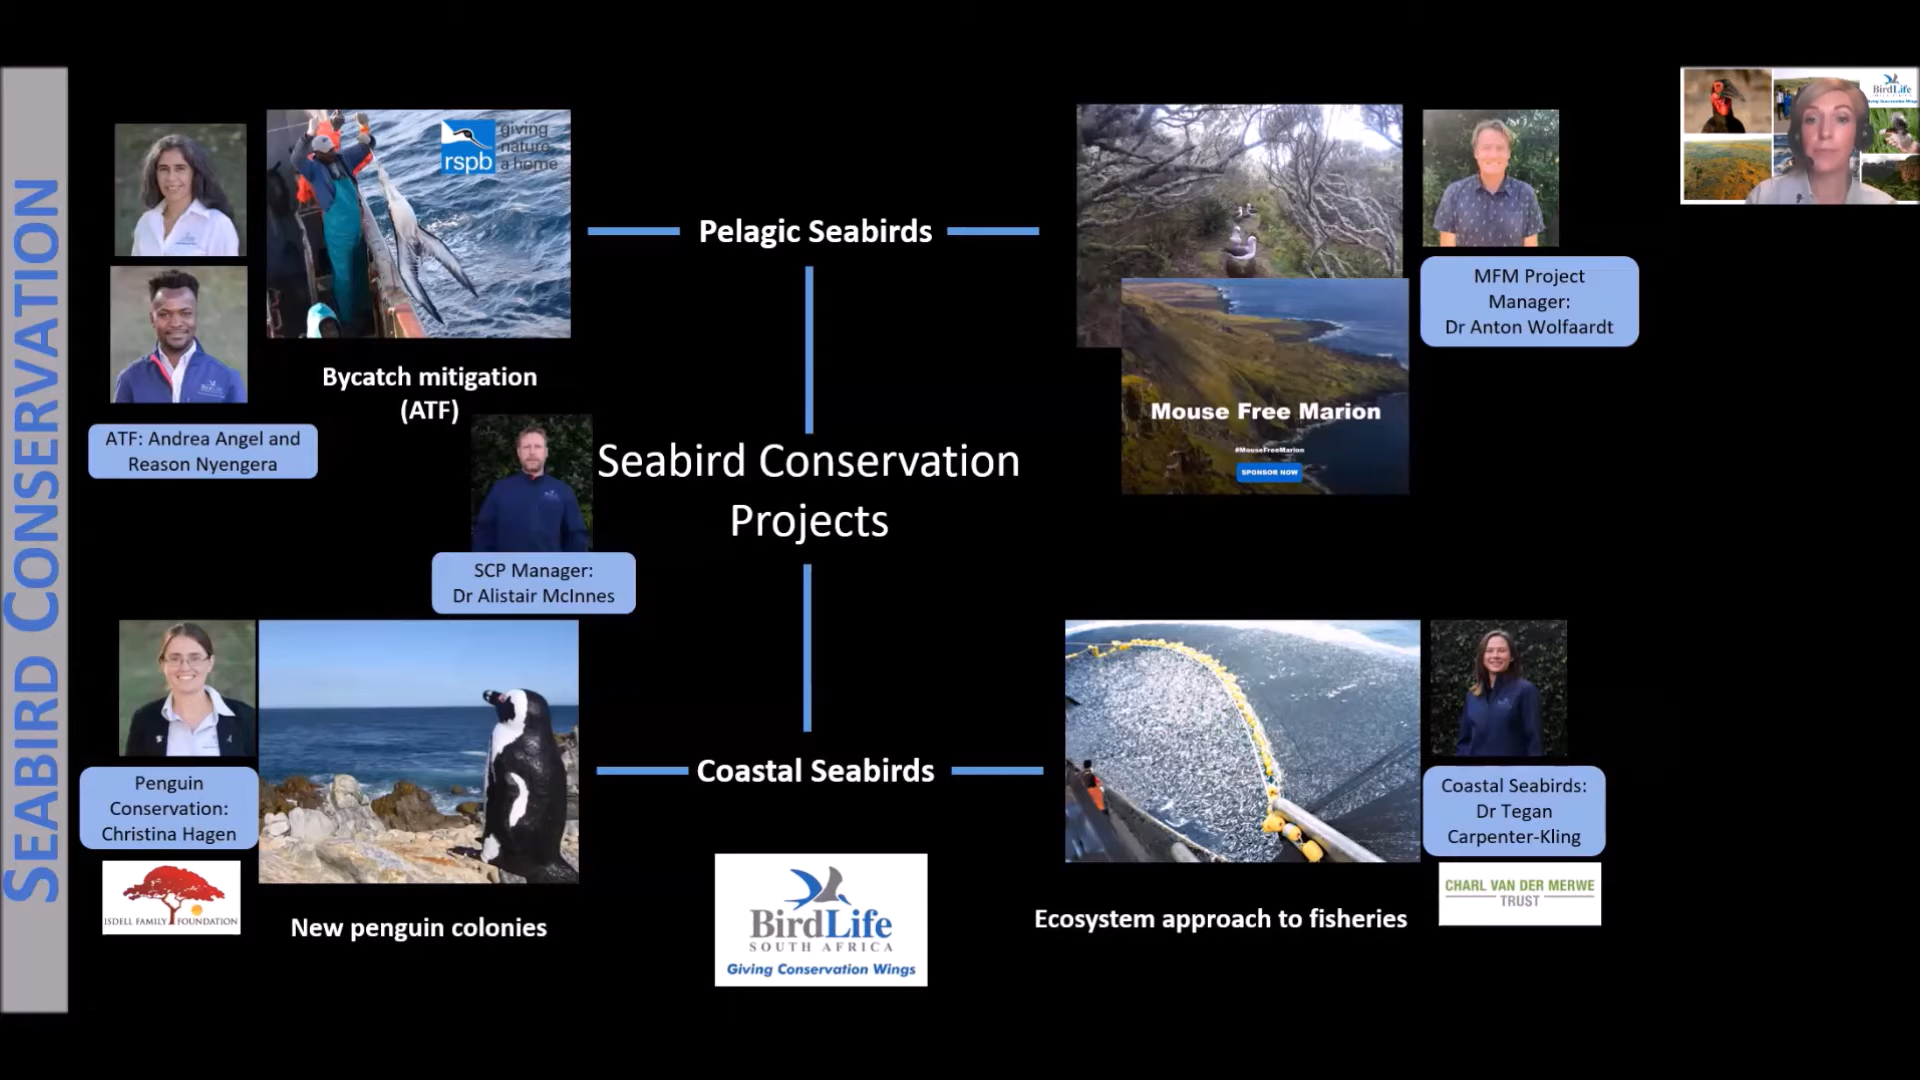 SEABIRD CONSERVATION
rspb
giving
nature
a home
Pelagic Seabirds
MFM Project
Manager:
Dr Anton Wolfaardt
Bycatch mitigation
(ATF)
ATF: Andrea Angel and
Reason Nyengera
Mouse Free Marion
#MouseFreeMarion
SPONSOR NOW
Seabird Conservation
Projects
SCP Manager:
Dr Alistair McInnes
Penguin
Conservation:
Christina Hagen
ISDELL FAMILY FOUNDATION
New penguin colonies
Coastal Seabirds
BirdLife
SOUTH AFRICA
Giving Conservation Wings
Ecosystem approach to fisheries
Coastal Seabirds:
Dr Tegan
Carpenter-Kling
CHARL VAN DER MERWE
TRUST
BirdLife